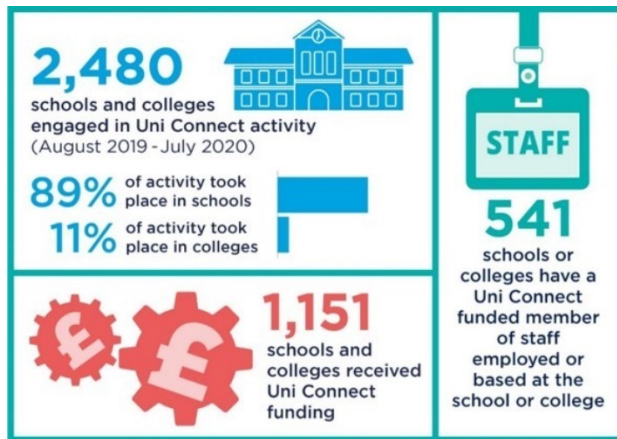 2,480
schools and colleges
engaged in Uni Connect activity
(August 2019 - July 2020)
89% of activity took
place in schools
11% of activity took
place in colleges
£
£
1,151
schools and
colleges received
Uni Connect
funding
STAFF
541
schools or
colleges have a
Uni Connect
funded member
of staff
employed or
based at the
school or college